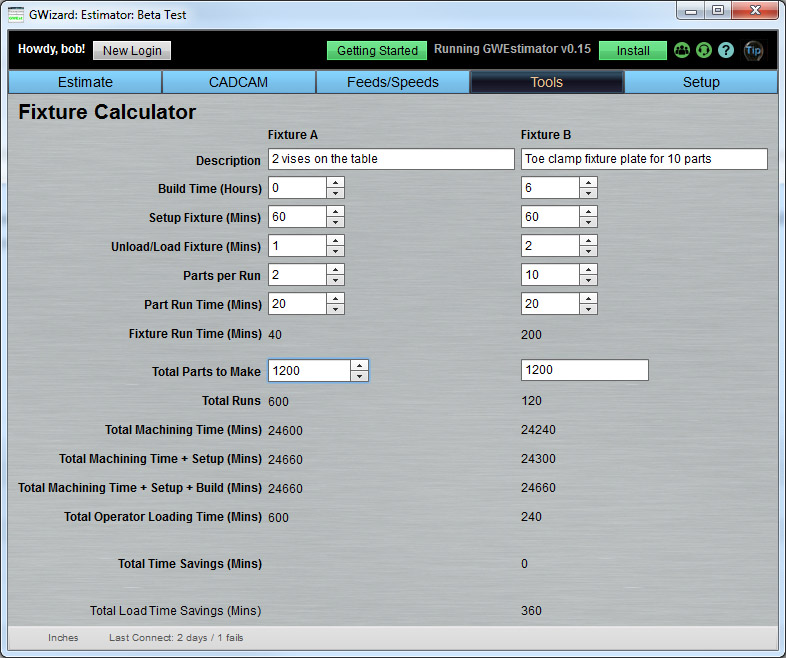 GWizard: Estimator: Beta Test
Howdy, bob! New Login Getting Started Running GWEstimator v0.15 Install ? Tip
Estimate CADCAM Feeds/Speeds Tools Setup
Fixture Calculator
Fixture A Fixture B
Description 2 vises on the table Toe clamp fixture plate for 10 parts
Build Time (Hours) 0 6
Setup Fixture (Mins) 60 60
Unload/Load Fixture (Mins) 1 2
Parts per Run 2 10
Part Run Time (Mins) 20 20
Fixture Run Time (Mins) 40 200
Total Parts to Make 1200 1200
Total Runs 600 120
Total Machining Time (Mins) 24600 24240
Total Machining Time + Setup (Mins) 24660 24300
Total Machining Time + Setup + Build (Mins) 24660 24660
Total Operator Loading Time (Mins) 600 240
Total Time Savings (Mins) 0
Total Load Time Savings (Mins) 360
Inches Last Connect: 2 days / 1 fails